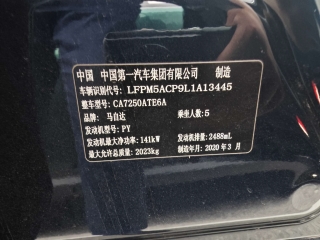 中国 中国第一汽车集团有限公司 制造
车辆识别代号: LFPM5ACP9L1A13445
整车型号: CA7250ATE6A
品牌: 马自达 乘坐人数: 5
发动机型号: PY
发动机最大净功率: 141kW 发动机排量: 2488mL
最大允许总质量: 2023kg 制造年月: 2020 年 3 月